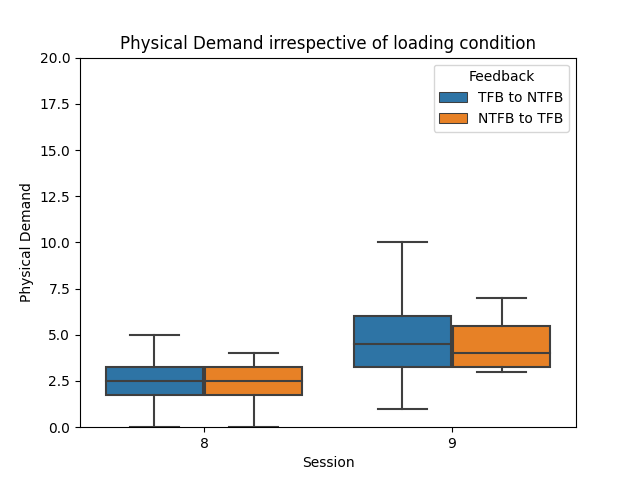 Physical Demand irrespective of loading condition
Feedback
TFB to NTFB
NTFB to TFB
20.0
17.5
15.0
12.5
10.0
7.5
5.0
2.5
0.0
Physical Demand
8
9
Session